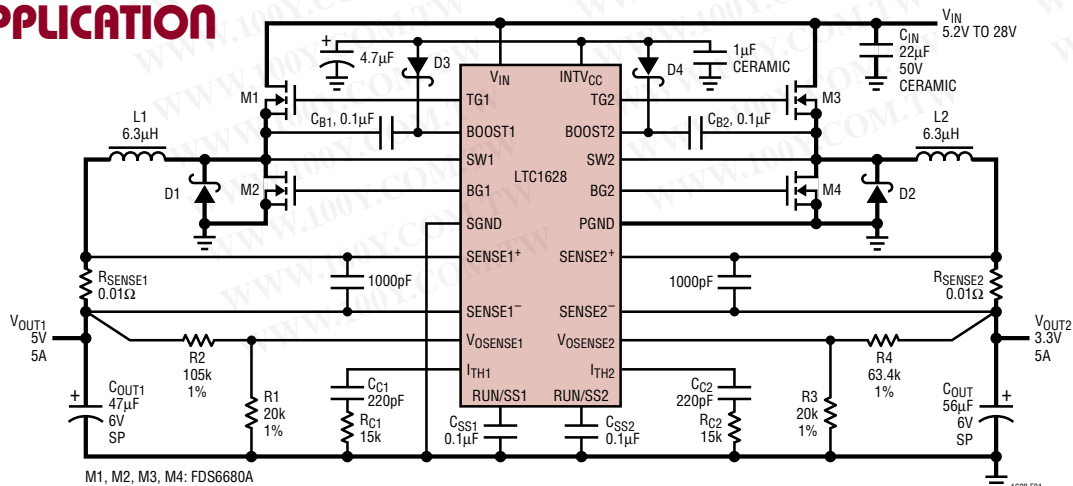 PPLICATION
VIN
5.2V TO 28V
CIN
22µF
50V
CERAMIC
+
4.7µF
D3
D4
1µF
CERAMIC
VIN
INTVCC
M1
TG1
TG2
M3
L1
6.3µH
CB1, 0.1µF
BOOST1
BOOST2
CB2, 0.1µF
L2
6.3µH
SW1
SW2
LTC1628
D1
M2
BG1
BG2
M4
D2
SGND
PGND
SENSE1+
SENSE2+
RSENSE1
0.01Ω
1000pF
1000pF
RSENSE2
0.01Ω
SENSE1–
SENSE2–
VOUT1
5V
5A
R2
105k
1%
VOSENSE1
VOSENSE2
R4
63.4k
1%
VOUT2
3.3V
5A
ITH1
ITH2
+
COUT1
47µF
6V
SP
R1
20k
1%
CC1
220pF
RC1
15k
RUN/SS1
RUN/SS2
CSS1
0.1µF
CSS2
0.1µF
CC2
220pF
RC2
15k
R3
20k
1%
COUT
56µF
6V
SP
+
M1, M2, M3, M4: FDS6680A
WWW.100Y.COM.TW